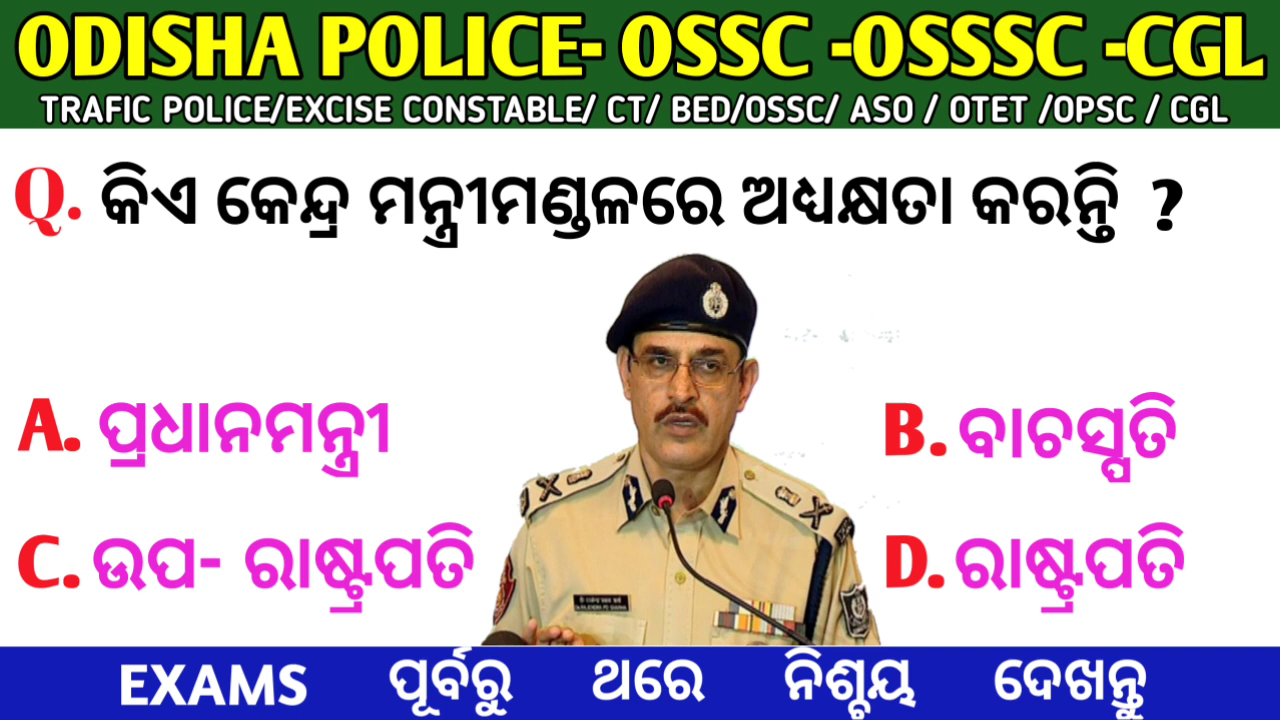 ODISHA POLICE- OSSC -OSSSC -CGL
TRAFIC POLICE/EXCISE CONSTABLE/ CT/ BED/OSSC/ ASO / OTET /OPSC / CGL
Q. କିଏ କେନ୍ଦ୍ର ମନ୍ତ୍ରୀମଣ୍ଡଳରେ ଅଧ୍ୟକ୍ଷତା କରନ୍ତି ?
A. ପ୍ରଧାନମନ୍ତ୍ରୀ
B. ବାଚସ୍ପତି
C. ଉପ- ରାଷ୍ଟ୍ରପତି
D. ରାଷ୍ଟ୍ରପତି
EXAMS ପୂର୍ବରୁ ଥରେ ନିଶ୍ଚୟ ଦେଖନ୍ତୁ